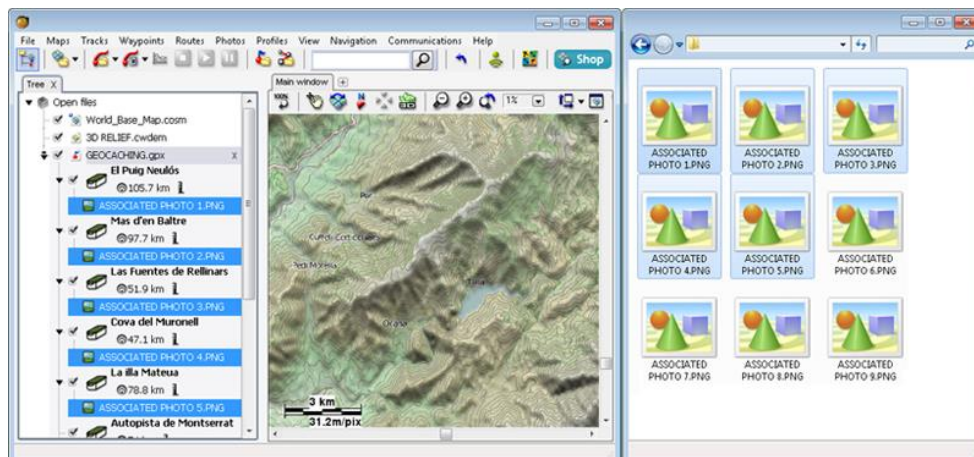 File Maps Tracks Waypoints Routes Photos Profiles View Navigation Communications Help
Shop
Tree X
Open files
World_Base_Map.cosm
3D RELIEF.cwdem
GEOCACHING.gpx x
El Puig Neulós
105.7 km
ASSOCIATED PHOTO 1.PNG
Mas d'en Baltre
97.7 km
ASSOCIATED PHOTO 2.PNG
Las Fuentes de Rellinars
51.9 km
ASSOCIATED PHOTO 3.PNG
Cova del Muronell
47.1 km
ASSOCIATED PHOTO 4.PNG
La illa Mateua
78.8 km
ASSOCIATED PHOTO 5.PNG
Autopista de Montserrat
Main window
100%
1%
3 km
31.2m/pix
ASSOCIATED PHOTO 1.PNG
ASSOCIATED PHOTO 2.PNG
ASSOCIATED PHOTO 3.PNG
ASSOCIATED PHOTO 4.PNG
ASSOCIATED PHOTO 5.PNG
ASSOCIATED PHOTO 6.PNG
ASSOCIATED PHOTO 7.PNG
ASSOCIATED PHOTO 8.PNG
ASSOCIATED PHOTO 9.PNG